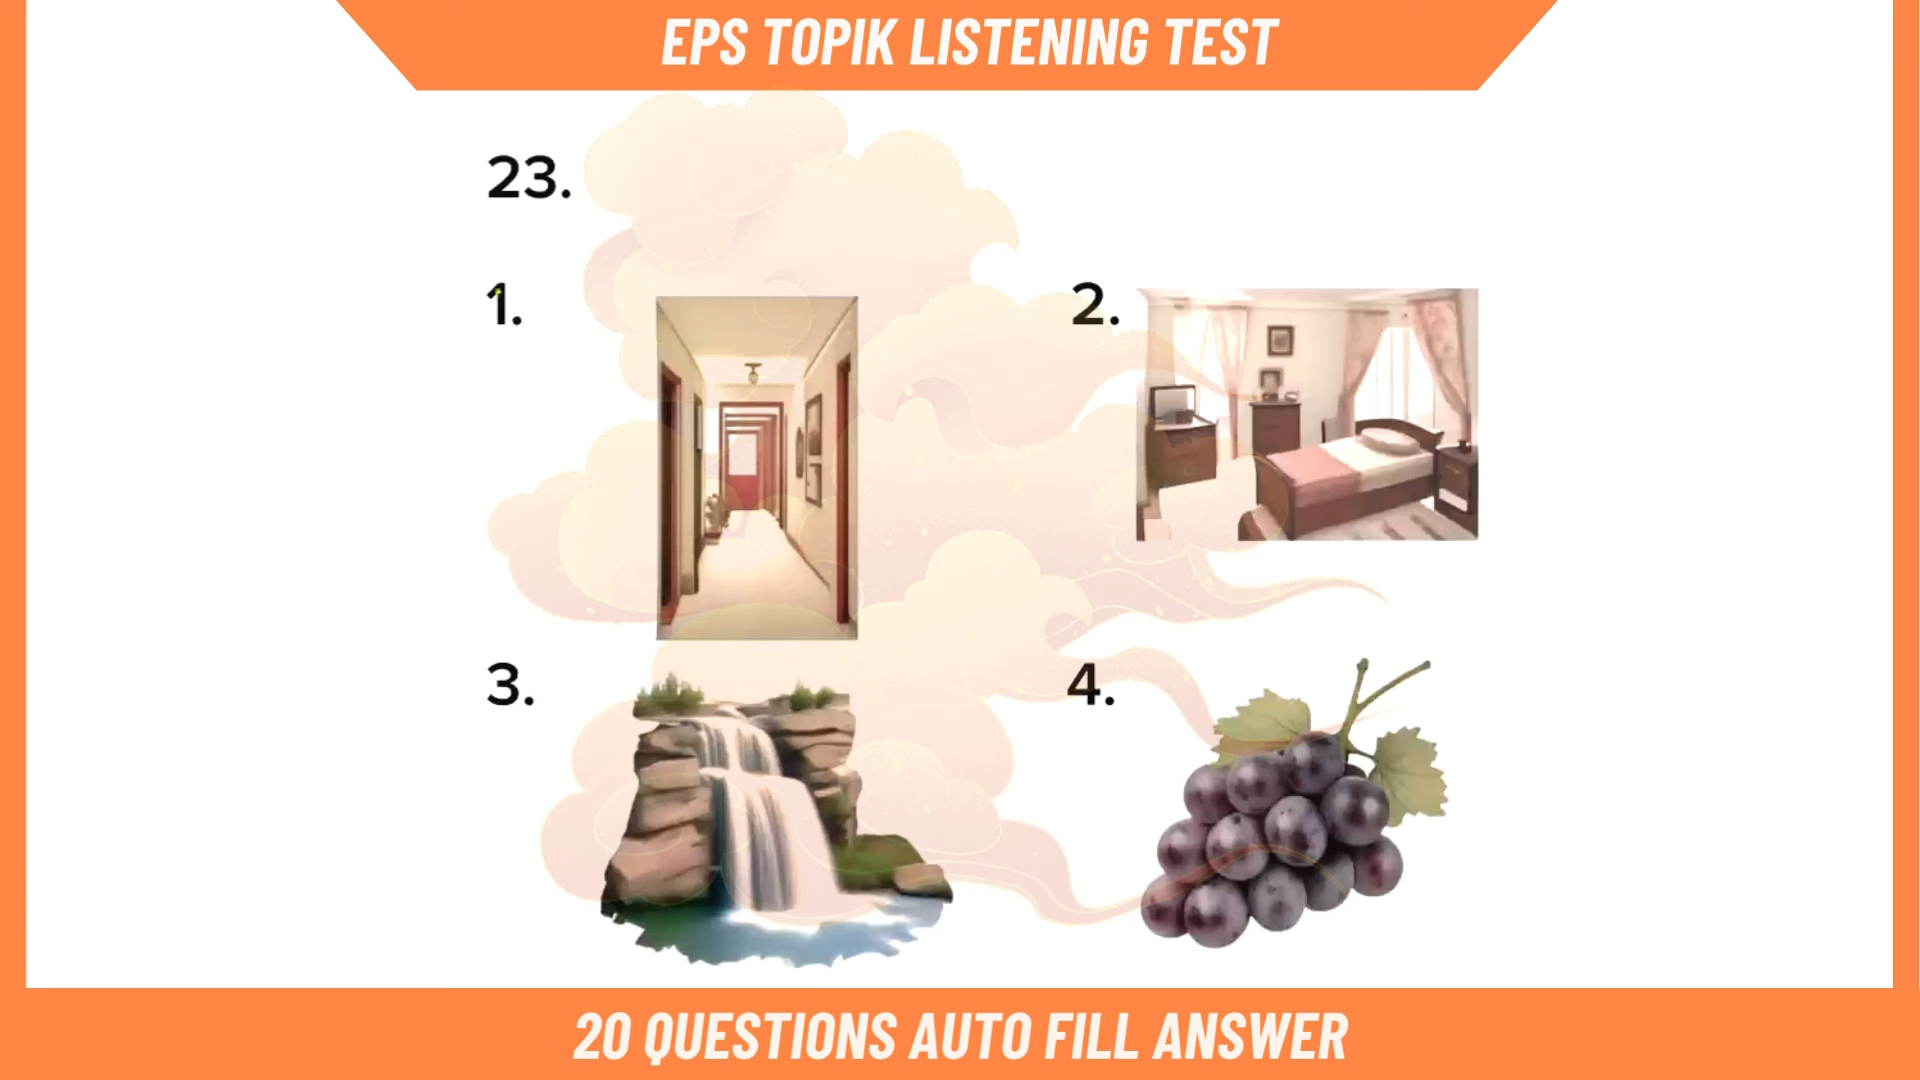 EPS TOPIK LISTENING TEST
23.
1.
2.
3.
4.
20 QUESTIONS AUTO FILL ANSWER